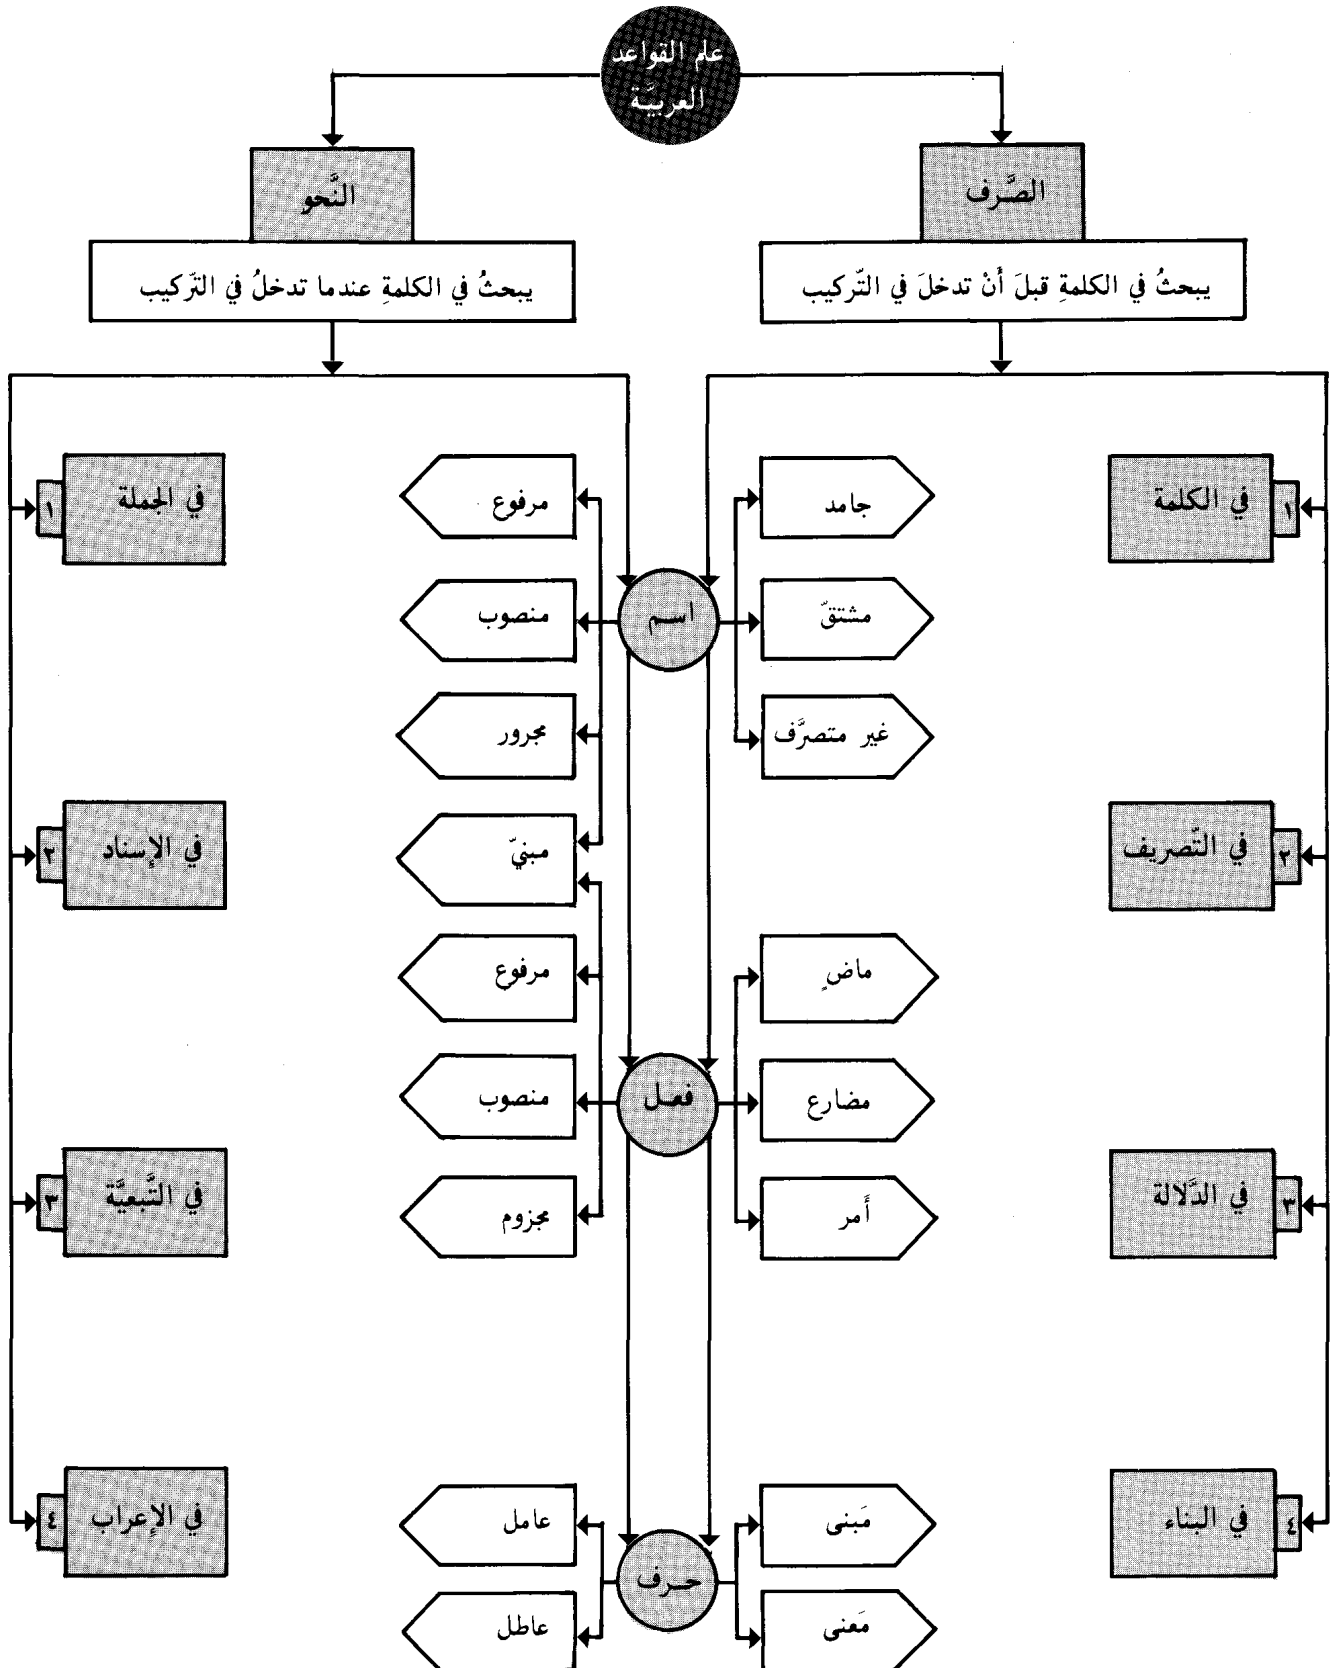 علم القواعد
العربيَّة
الصَّرف
يبحثُ في الكلمةِ قبلَ أنْ تدخلَ في التّركيب
النَّحو
يبحثُ في الكلمةِ عندما تدخلُ في التّركيب
١ في الكلمة
٢ في التّصريف
٣ في الدَّلالة
٤ في البناء
جامد
مشتقّ
غير متصرَّف
ماضٍ
مضارع
أَمر
مَبنى
مَعنى
اسم
فعل
حرف
مرفوع
منصوب
مجرور
مبنيّ
مرفوع
منصوب
مجزوم
عامل
عاطل
١ في الجملة
٢ في الإسناد
٣ في التَّبعيَّة
٤ في الإعراب